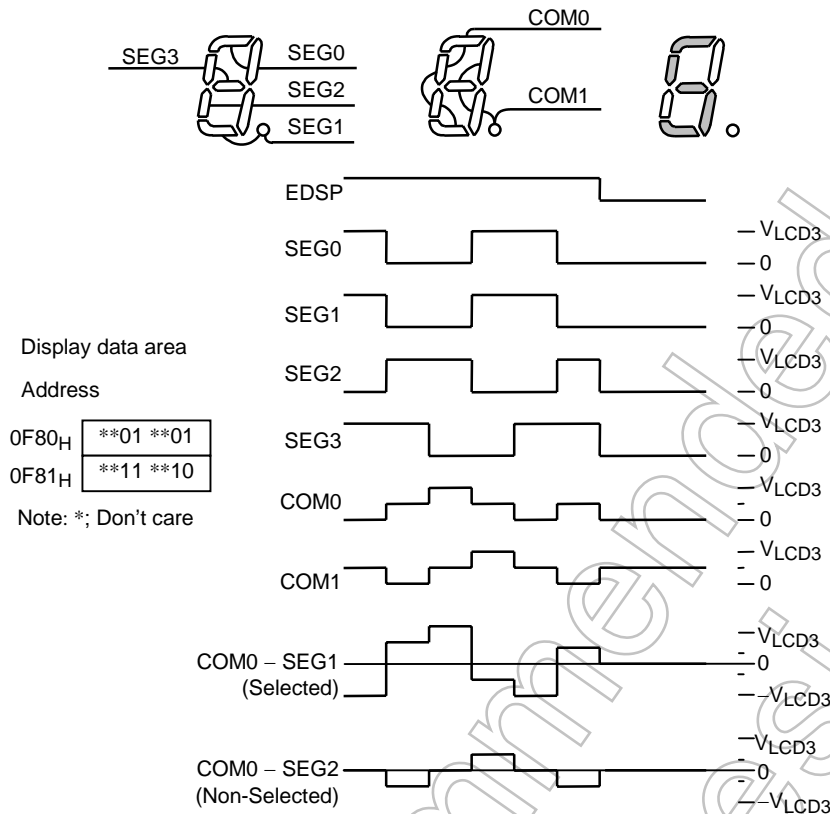 COM0
SEG3 SEG0
SEG2 COM1
SEG1
EDSP
SEG0 VLCD3
0
SEG1 VLCD3
0
Display data area
SEG2 VLCD3
0
Address
SEG3 VLCD3
0
0F80H **01 **01
0F81H **11 **10
Note: *; Don't care
COM0 VLCD3
0
COM1 VLCD3
0
COM0 – SEG1 VLCD3
(Selected) 0
–VLCD3
COM0 – SEG2 VLCD3
(Non-Selected) 0
–VLCD3